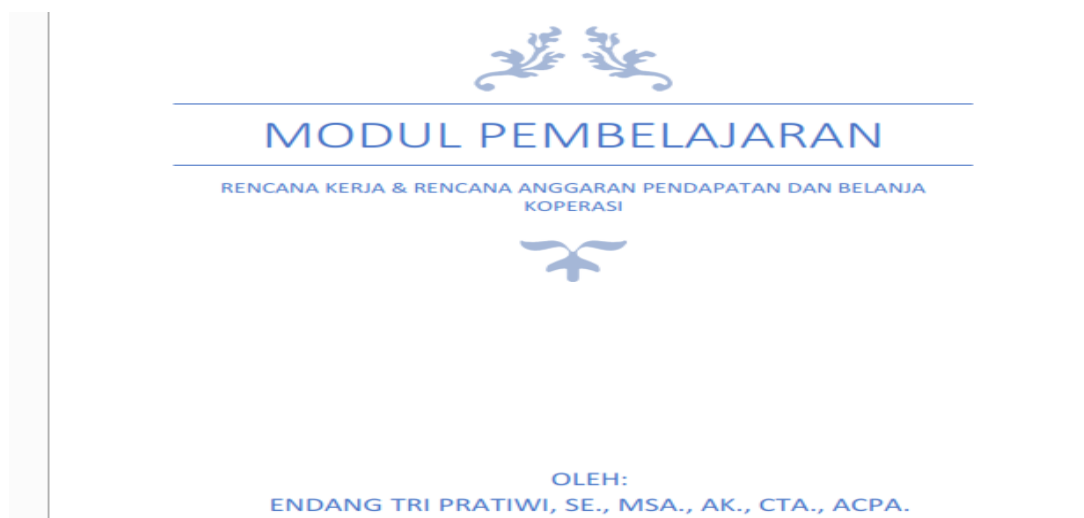 MODUL PEMBELAJARAN
RENCANA KERJA & RENCANA ANGGARAN PENDAPATAN DAN BELANJA
KOPERASI
OLEH:
ENDANG TRI PRATIWI, SE., MSA., AK., CTA., ACPA.